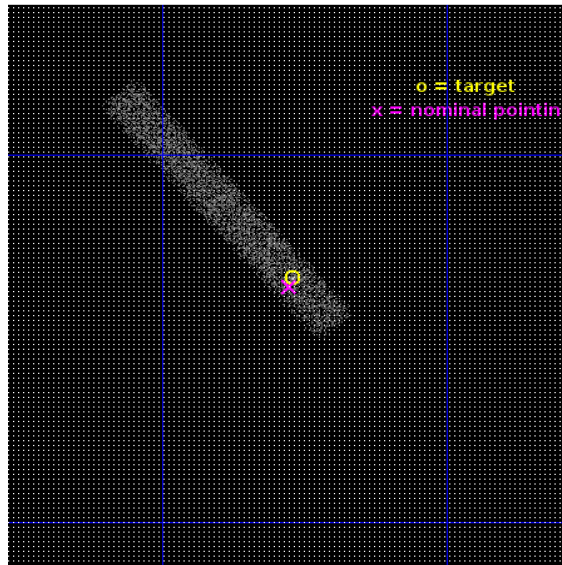 o = target
x = nominal pointin